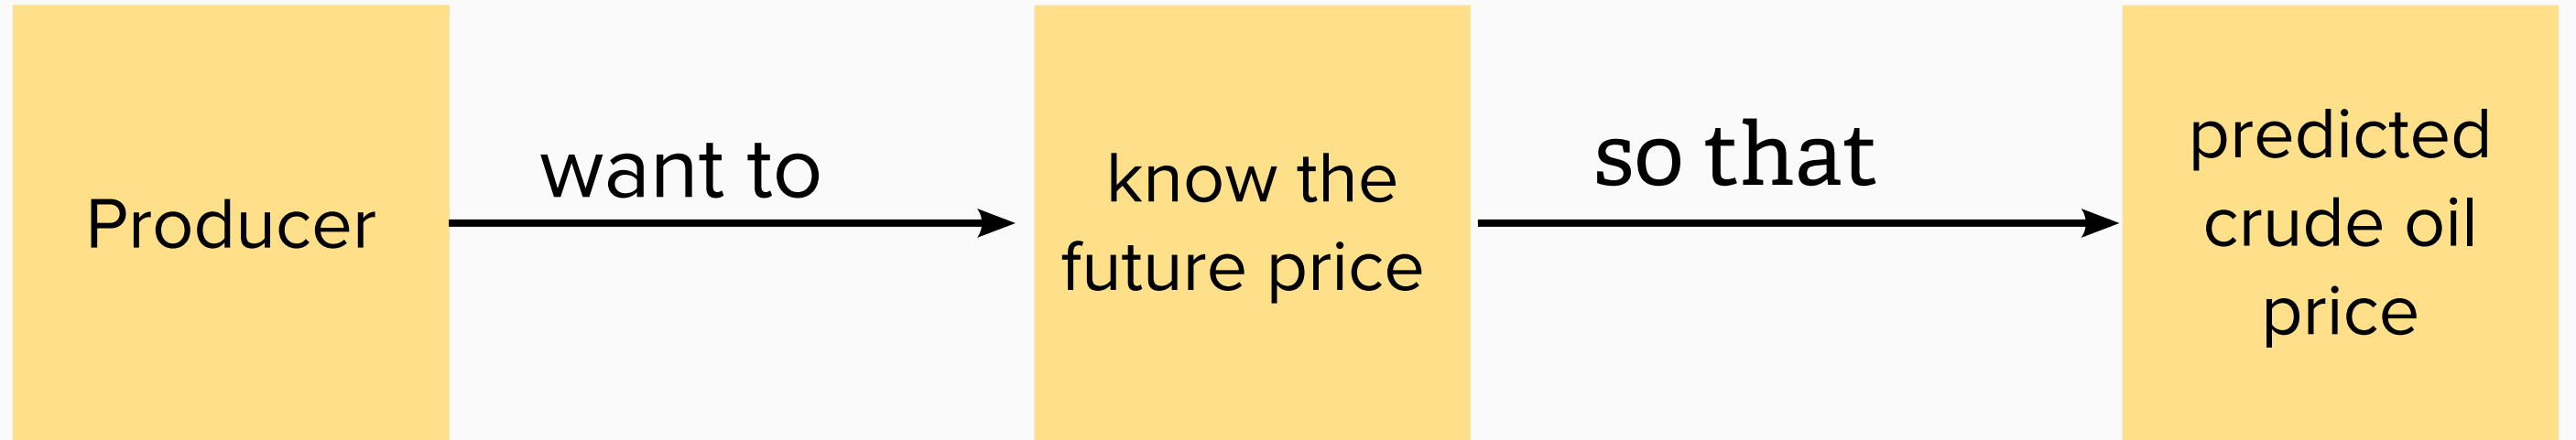 Producer
want to
know the
future price
so that
predicted
crude oil
price